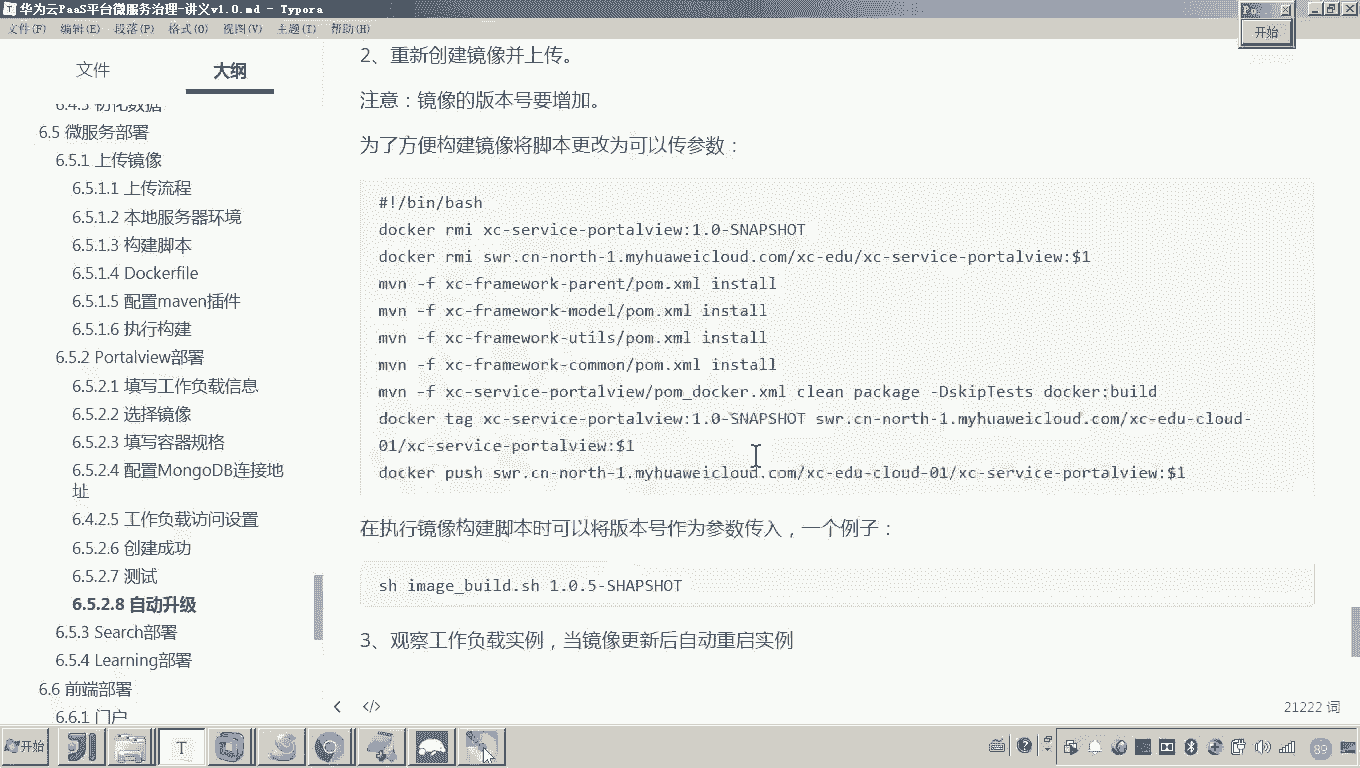 华为云PaaS平台微服务治理-讲义v1.0.md - Typora
文件(F) 编辑(E) 段落(P) 格式(O) 视图(V) 主题(T) 帮助(H)
开始
文件
大纲
6.4.5 初化数据
6.5 微服务部署
6.5.1 上传镜像
6.5.1.1 上传流程
6.5.1.2 本地服务器环境
6.5.1.3 构建脚本
6.5.1.4 Dockerfile
6.5.1.5 配置maven插件
6.5.1.6 执行构建
6.5.2 Portalview部署
6.5.2.1 填写工作负载信息
6.5.2.2 选择镜像
6.5.2.3 填写容器规格
6.5.2.4 配置MongoDB连接地
址
6.4.2.5 工作负载访问设置
6.5.2.6 创建成功
6.5.2.7 测试
6.5.2.8 自动升级
6.5.3 Search部署
6.5.4 Learning部署
6.6 前端部署
6.6.1 门户
2、重新创建镜像并上传。
注意：镜像的版本号要增加。
为了方便构建镜像将脚本更改为可以传参数：
#!/bin/bash
docker rmi xc-service-portalview:1.0-SNAPSHOT
docker rmi swr.cn-north-1.myhuaweicloud.com/xc-edu/xc-service-portalview:$1
mvn -f xc-framework-parent/pom.xml install
mvn -f xc-framework-model/pom.xml install
mvn -f xc-framework-utils/pom.xml install
mvn -f xc-framework-common/pom.xml install
mvn -f xc-service-portalview/pom_docker.xml clean package -DskipTests docker:build
docker tag xc-service-portalview:1.0-SNAPSHOT swr.cn-north-1.myhuaweicloud.com/xc-edu-cloud-
01/xc-service-portalview:$1
docker push swr.cn-north-1.myhuaweicloud.com/xc-edu-cloud-01/xc-service-portalview:$1
在执行镜像构建脚本时可以将版本号作为参数传入，一个例子：
sh image_build.sh 1.0.5-SHAPSHOT
3、观察工作负载实例，当镜像更新后自动重启实例
21222 词
开始
89